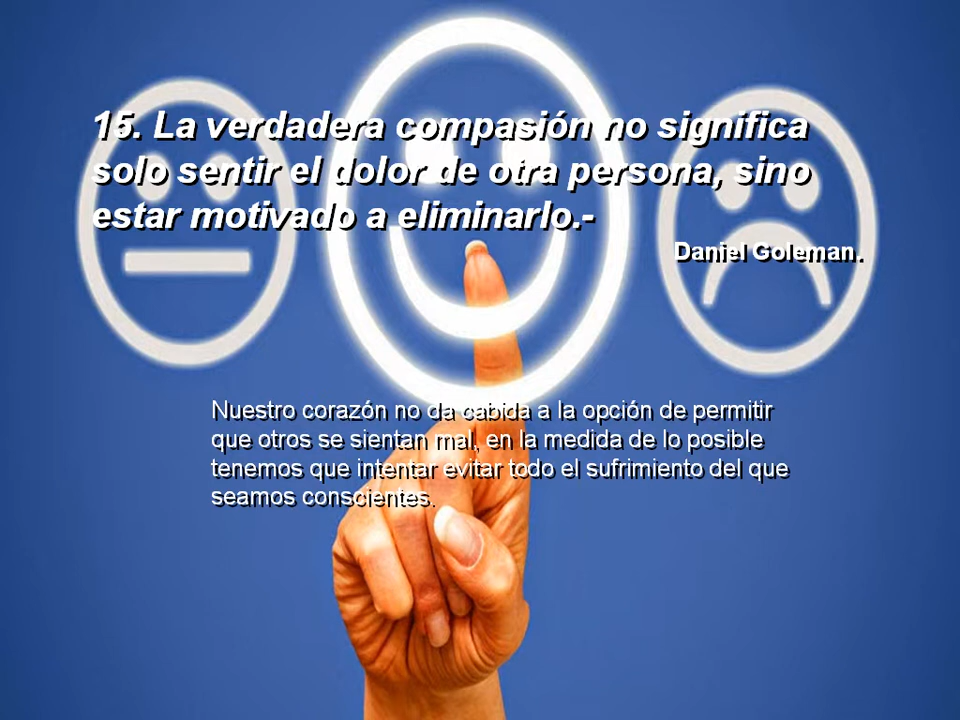 15. La verdadera compasión no significa
solo sentir el dolor de otra persona, sino
estar motivado a eliminarlo.-
Daniel Goleman.
Nuestro corazón no da cabida a la opción de permitir
que otros se sientan mal, en la medida de lo posible
tenemos que intentar evitar todo el sufrimiento del que
seamos conscientes.